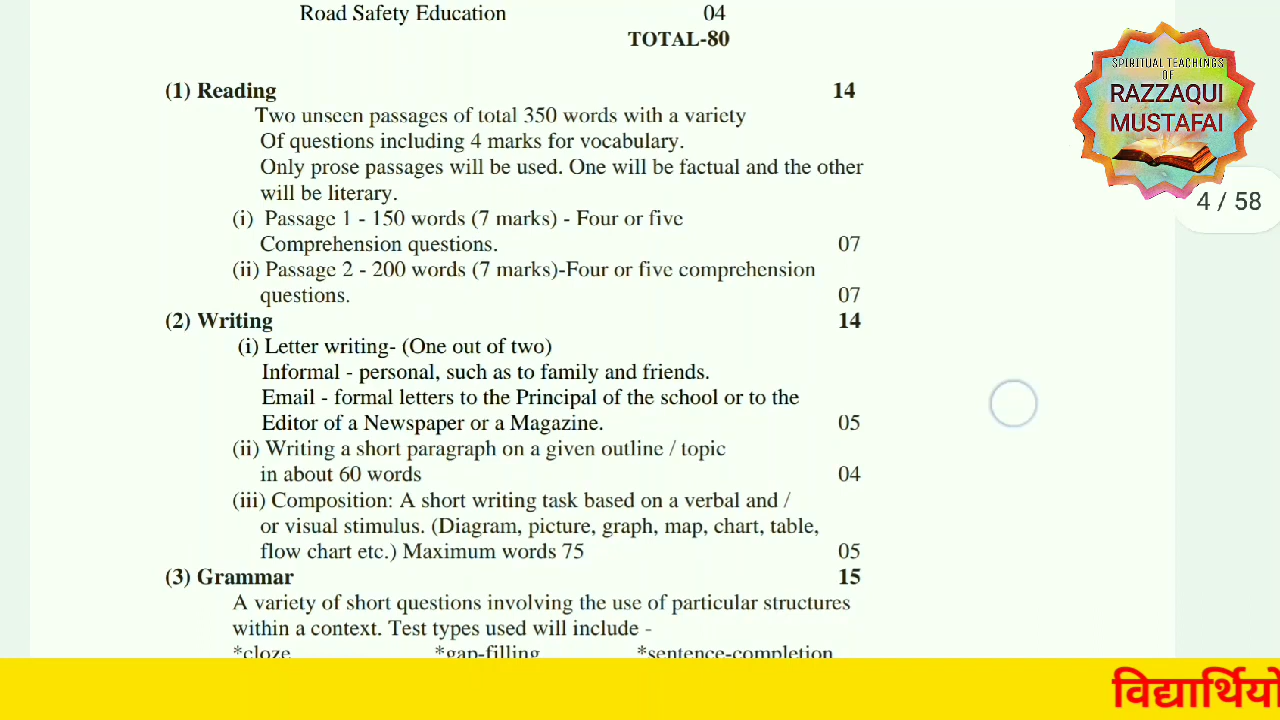 Road Safety Education 04
TOTAL-80
(1) Reading 14
Two unseen passages of total 350 words with a variety
Of questions including 4 marks for vocabulary.
Only prose passages will be used. One will be factual and the other
will be literary.
(i) Passage 1 - 150 words (7 marks) - Four or five
Comprehension questions. 07
(ii) Passage 2 - 200 words (7 marks)-Four or five comprehension
questions. 07
(2) Writing 14
(i) Letter writing- (One out of two)
Informal - personal, such as to family and friends.
Email - formal letters to the Principal of the school or to the
Editor of a Newspaper or a Magazine. 05
(ii) Writing a short paragraph on a given outline / topic
in about 60 words 04
(iii) Composition: A short writing task based on a verbal and /
or visual stimulus. (Diagram, picture, graph, map, chart, table,
flow chart etc.) Maximum words 75 05
(3) Grammar 15
A variety of short questions involving the use of particular structures
within a context. Test types used will include -
*cloze *gap-filling *sentence-completion
SPIRITUAL TEACHINGS
OF
RAZZAQUI
MUSTAFAI
4 / 58
विद्यार्थियो